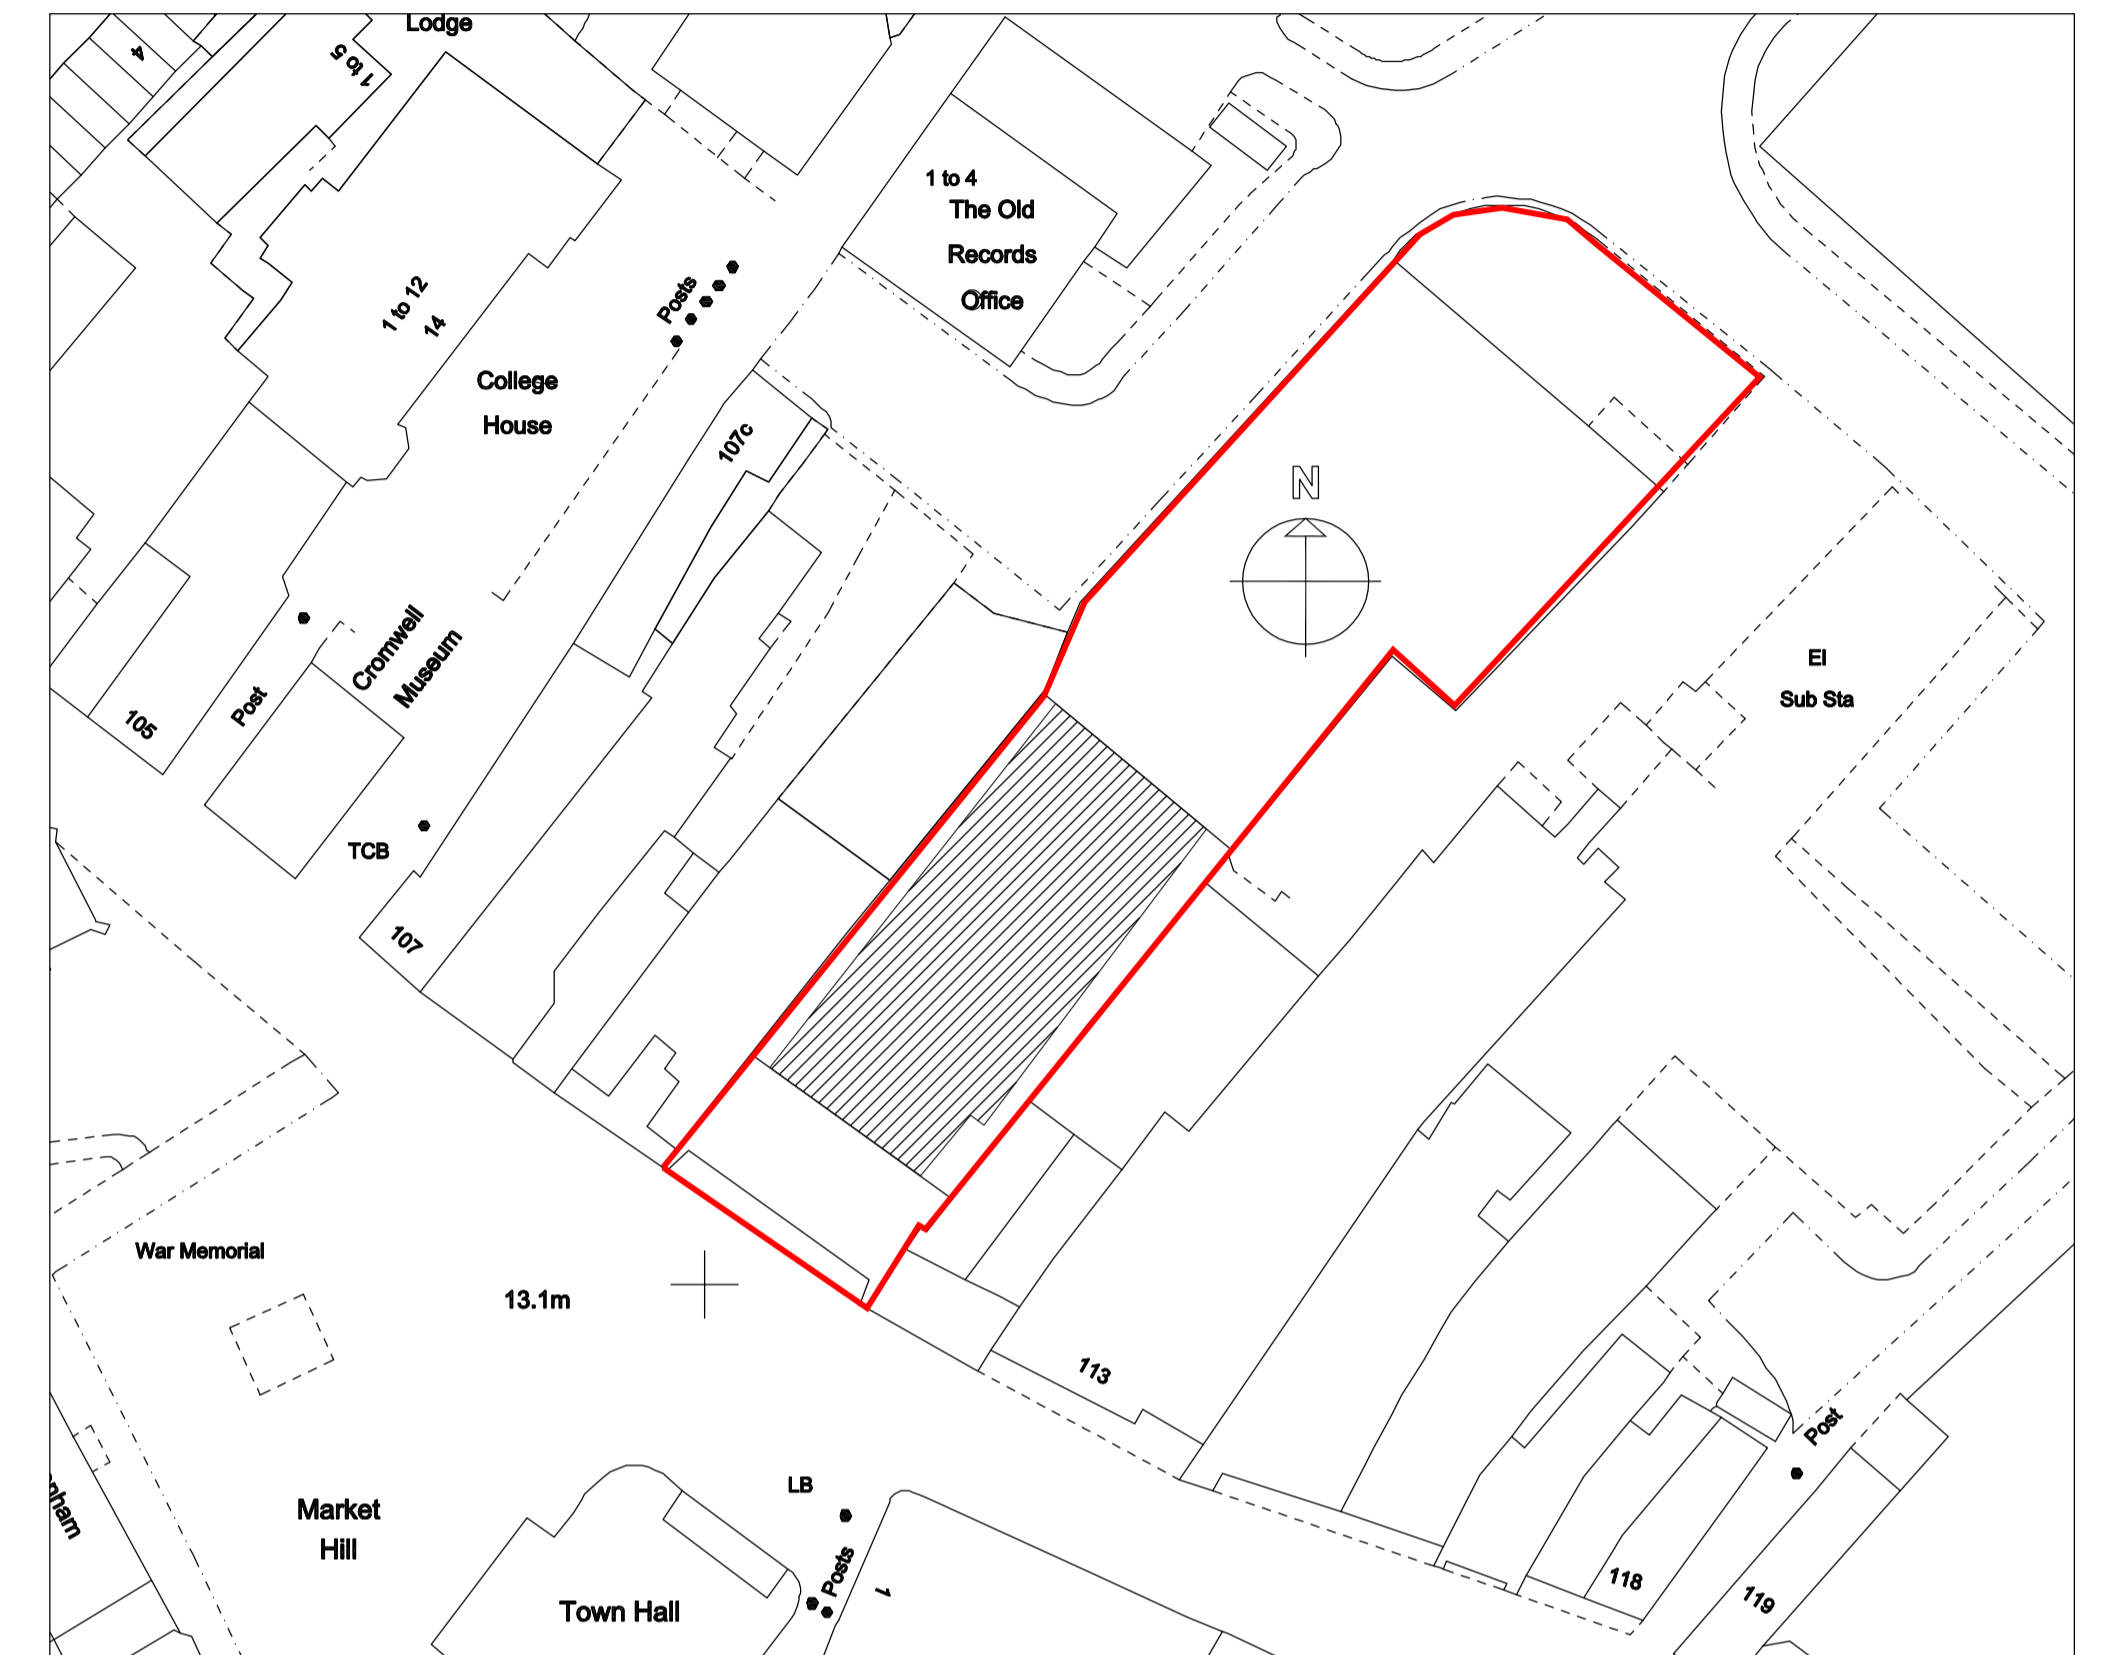 Lodge
4
1 to 5
1 to 4
The Old
Records
Office
1 to 12
14
Posts
College
House
107c
N
Cromwell
Museum
Post
105
El
Sub Sta
TCB
107
War Memorial
13.1m
113
LB
Posts
1
Market
Hill
Town Hall
Post
118
119